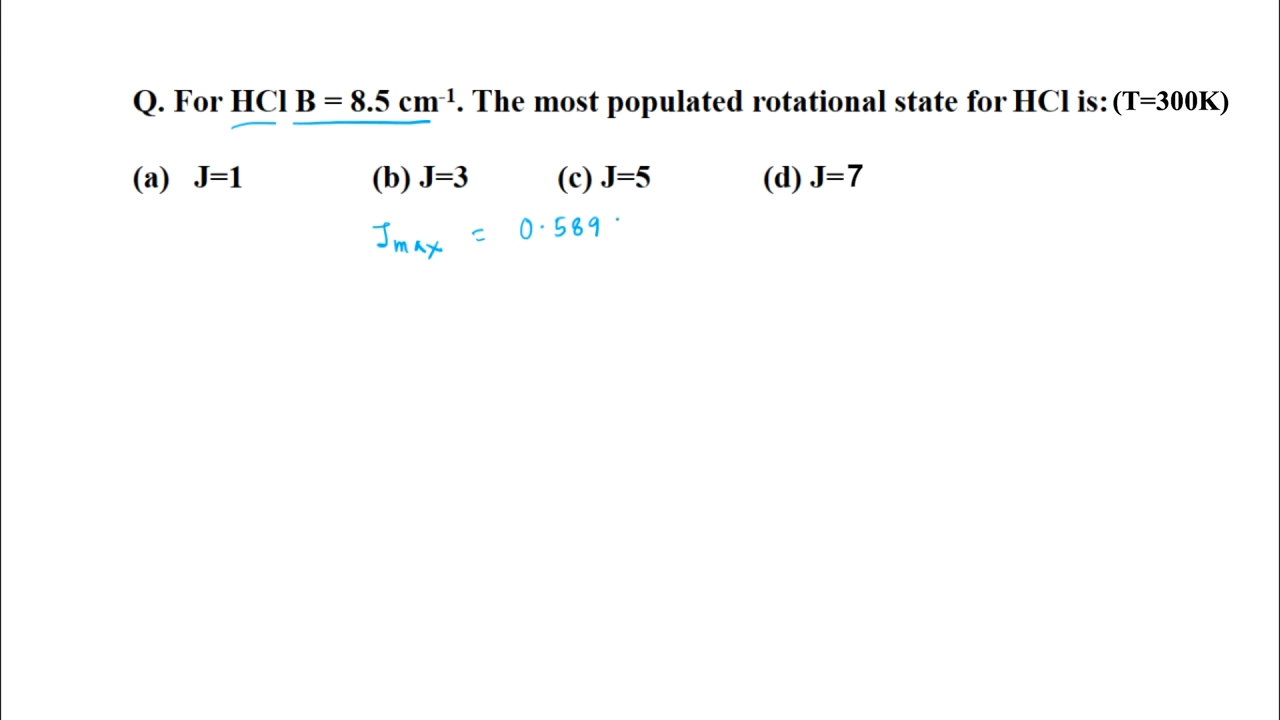 Q. For HCl B = 8.5 cm⁻¹. The most populated rotational state for HCl is: (T=300K)
(a) J=1 (b) J=3 (c) J=5 (d) J=7
Jmax = 0.589